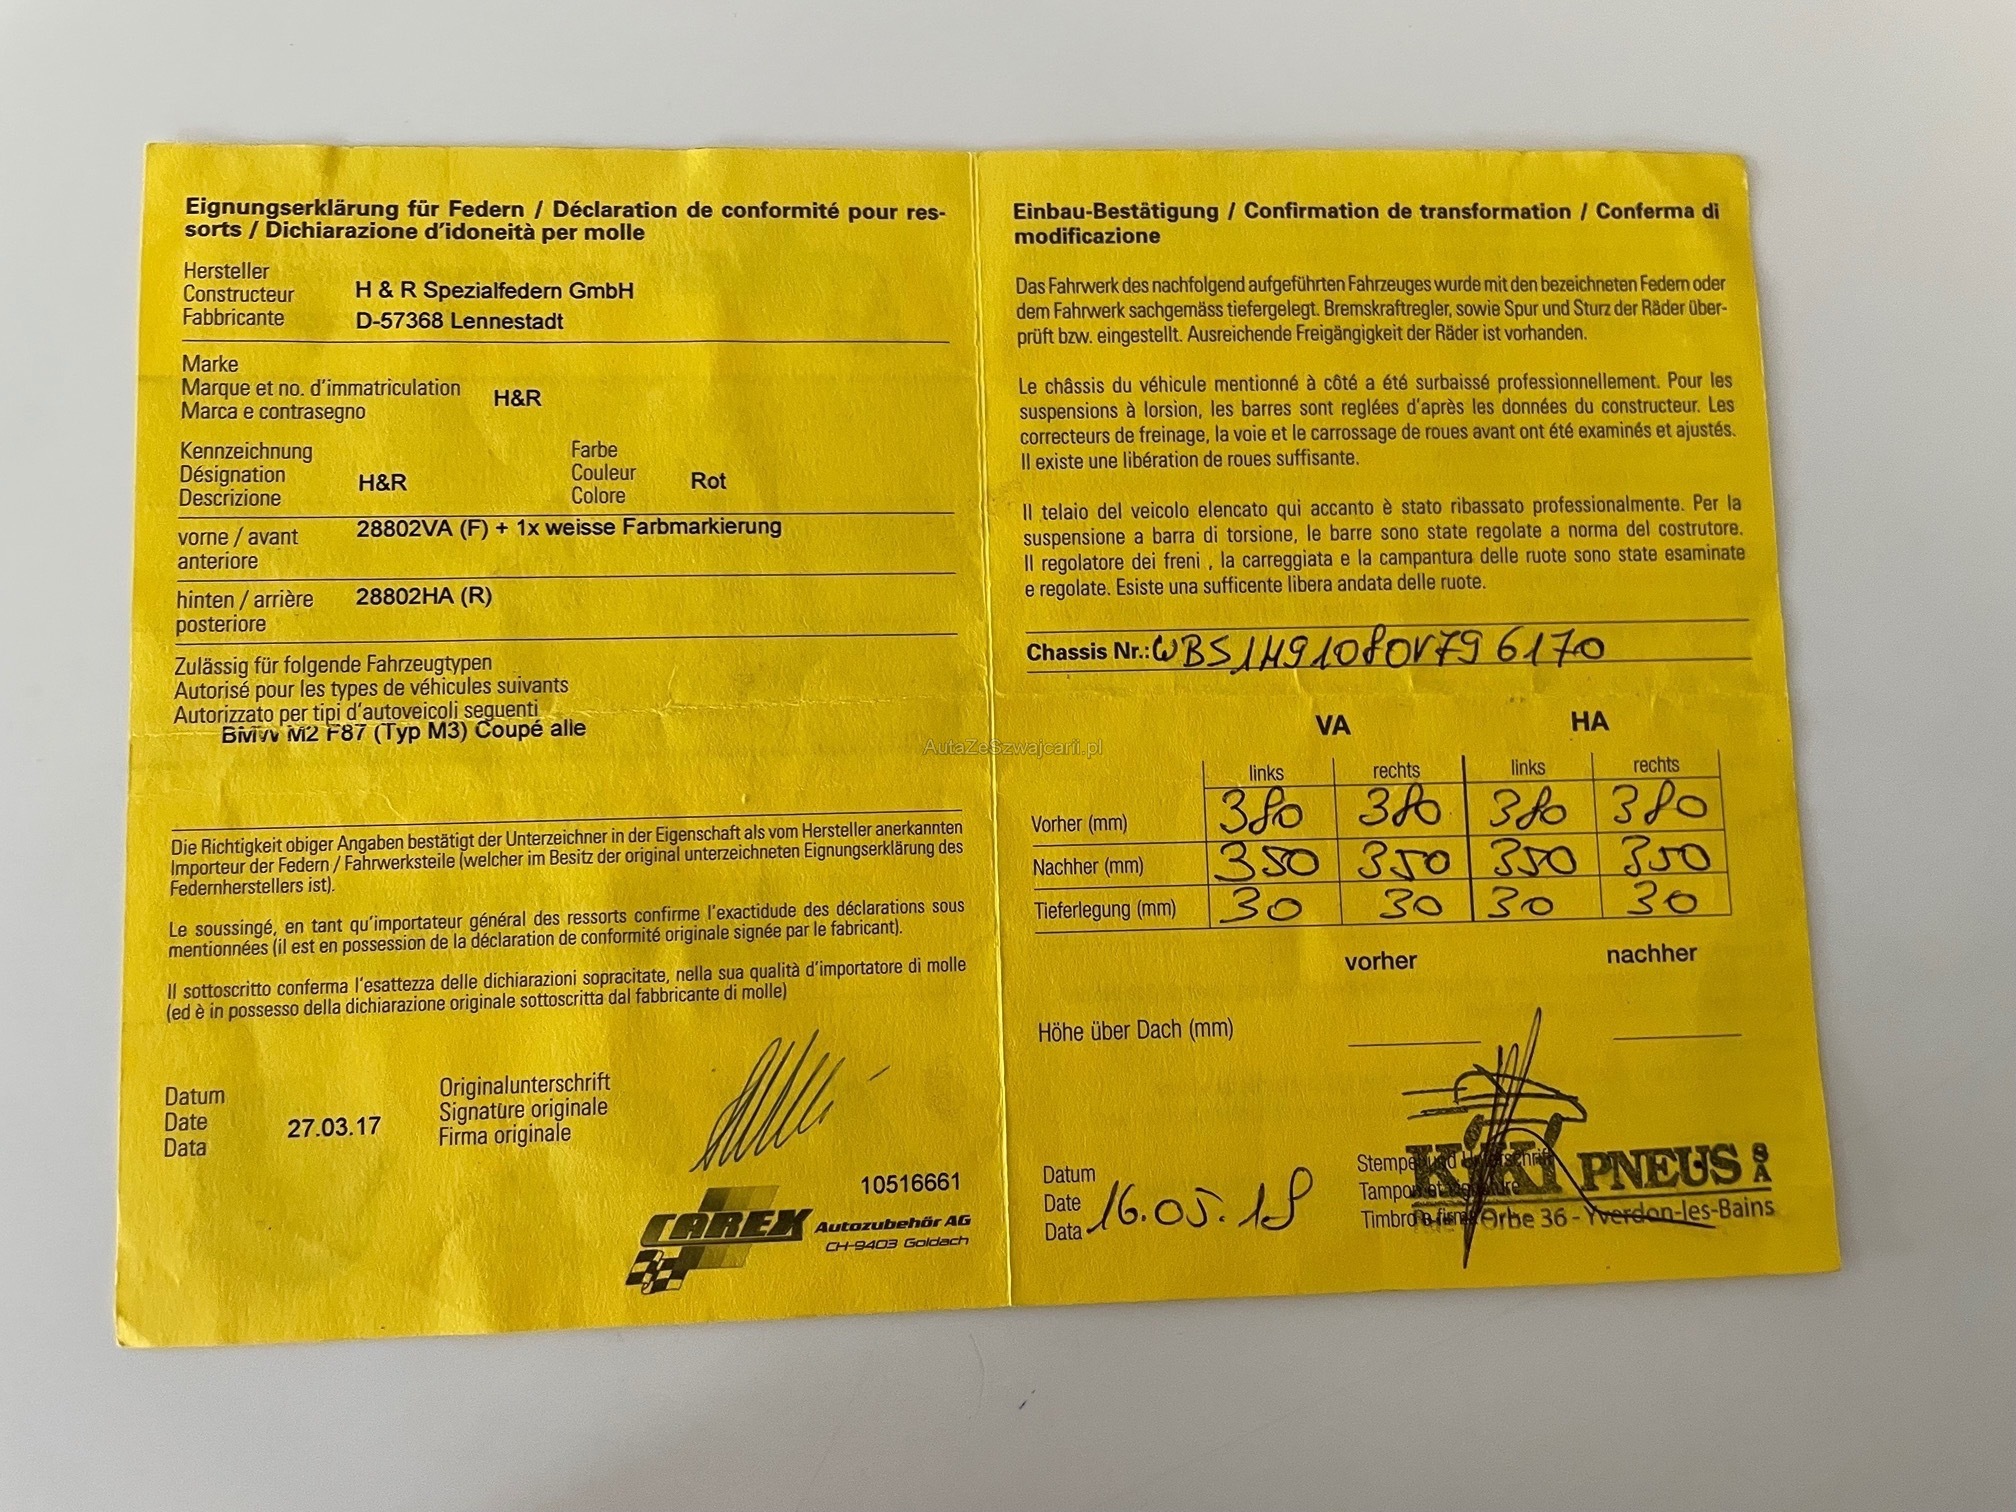 Eignungserklärung für Federn / Déclaration de conformité pour res-
sorts / Dichiarazione d'idoneità per molle
Hersteller
Constructeur
Fabbricante
H & R Spezialfedern GmbH
D-57368 Lennestadt
Marke
Marque et no. d'immatriculation
Marca e contrasegno
H&R
Kennzeichnung
Désignation
Descrizione
H&R
Farbe
Couleur
Colore
Rot
vorne / avant
anteriore
28802VA (F) + 1x weisse Farbmarkierung
hinten / arrière
posteriore
28802HA (R)
Zulässig für folgende Fahrzeugtypen
Autorisé pour les types de véhicules suivants
Autorizzato per tipi d'autoveicoli seguenti
BMW M2 F87 (Typ M3) Coupé alle
Die Richtigkeit obiger Angaben bestätigt der Unterzeichner in der Eigenschaft als vom Hersteller anerkannten
Importeur der Federn / Fahrwerksteile (welcher im Besitz der original unterzeichneten Eignungserklärung des
Federnherstellers ist).
Le soussingé, en tant qu'importateur général des ressorts confirme l'exactidude des déclarations sous
mentionnées (il est en possession de la déclaration de conformité originale signée par le fabricant).
Il sottoscritto conferma l'esattezza delle dichiarazioni sopracitate, nella sua qualità d'importatore di molle
(ed è in possesso della dichiarazione originale sottoscritta dal fabbricante di molle)
Datum
Date
Data
27.03.17
Originalunterschrift
Signature originale
Firma originale
10516661
CAREX Autozubehör AG
CH-9403 Goldach
Einbau-Bestätigung / Confirmation de transformation / Conferma di
modificazione
Das Fahrwerk des nachfolgend aufgeführten Fahrzeuges wurde mit den bezeichneten Federn oder
dem Fahrwerk sachgemäss tiefergelegt. Bremskraftregler, sowie Spur und Sturz der Räder über-
prüft bzw. eingestellt. Ausreichende Freigängigkeit der Räder ist vorhanden.
Le châssis du véhicule mentionné à côté a été surbaissé professionnellement. Pour les
suspensions à lorsion, les barres sont reglées d'après les données du constructeur. Les
correcteurs de freinage, la voie et le carrossage de roues avant ont été examinés et ajustés.
Il existe une libération de roues suffisante.
Il telaio del veicolo elencato qui accanto è stato ribassato professionalmente. Per la
suspensione a barra di torsione, le barre sono state regolate a norma del costrutore.
Il regolatore dei freni , la carreggiata e la campantura delle ruote sono state esaminate
e regolate. Esiste una sufficente libera andata delle ruote.
Chassis Nr.: WBS1H91080V796170
AutaZeSzwajcarii.pl
VA HA
links rechts links rechts
Vorher (mm) 380 380 380 380
Nachher (mm) 350 350 350 350
Tieferlegung (mm) 30 30 30 30
vorher nachher
Höhe über Dach (mm)
Datum
Date
Data
16.05.18
Stempel und Unterschrift
Tampon et signature
Timbro e firma
KIKI PNEUS SA
Orbe 36 - Yverdon-les-Bains